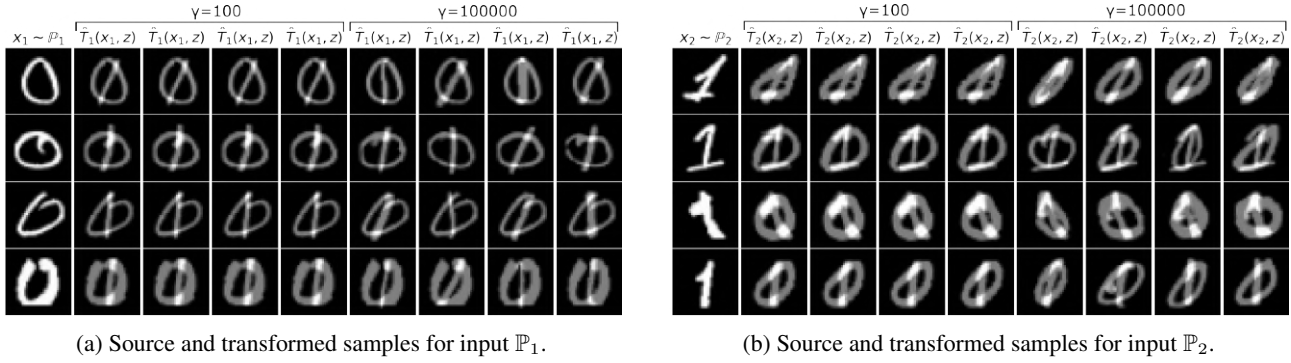 γ=100 γ=100000
x₁ ~ ℙ₁ T̂₁(x₁, z) T̂₁(x₁, z) T̂₁(x₁, z) T̂₁(x₁, z) T̂₁(x₁, z) T̂₁(x₁, z) T̂₁(x₁, z) T̂₁(x₁, z)
(a) Source and transformed samples for input ℙ₁.
γ=100 γ=100000
x₂ ~ ℙ₂ T̂₂(x₂, z) T̂₂(x₂, z) T̂₂(x₂, z) T̂₂(x₂, z) T̂₂(x₂, z) T̂₂(x₂, z) T̂₂(x₂, z) T̂₂(x₂, z)
(b) Source and transformed samples for input ℙ₂.